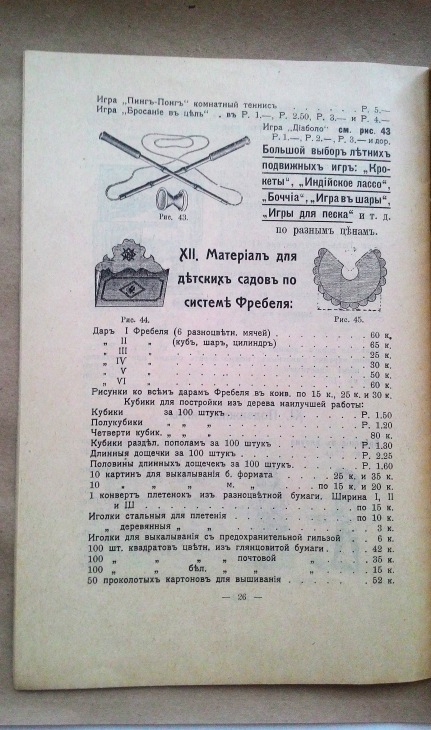 Игра „Пингъ-Понгъ“ комнатный теннисъ . . . . . . Р. 5.—
Игра „Бросаніе въ цѣль“ . въ Р. 1.—, Р. 2.50, Р. 3.— и Р. 4.—
Игра „Діаболо“ см. рис. 43
Р. 1.—, Р. 2.—, Р. 3.— и дор.
Большой выборъ лѣтнихъ
подвижныхъ игръ: „Кро-
кеты“, „Индійское лассо“,
„Боччіа“, „Игра въ шары“,
„Игры для песка“ и т. д.
по разнымъ цѣнамъ.
Рис. 43.
XII. Матеріалъ для
дѣтскихъ садовъ по
системѣ Фребеля:
Рис. 44.
Рис. 45.
Даръ I Фребеля (6 разноцвѣтн. мячей) . . . . . . . . 60 к.
„ II „ (кубъ, шаръ, цилиндръ) . . . . . . . . 65 к.
„ III „ . . . . . . . . 25 к.
„ IV „ . . . . . . . . 30 к.
„ V „ . . . . . . . . 50 к.
„ VI „ . . . . . . . . 60 к.
Рисунки ко всѣмъ дарамъ Фребеля въ конв. по 15 к., 25 к. и 30 к.
Кубики для постройки изъ дерева наилучшей работы:
Кубики за 100 штукъ . . . . . . . . Р. 1.50
Полукубики „ „ „ . . . . . . . . Р. 1.20
Четверти кубик. „ „ „ . . . . . . . . 80 к.
Кубики раздѣл. пополамъ за 100 штукъ . . . . . . . Р. 1.30
Длинныя дощечки за 100 штукъ . . . . . . . . Р. 2.25
Половины длинныхъ дощечекъ за 100 штукъ . . . . . . Р. 1.60
10 картинъ для выкалыванія б. формата 25 к. и 35 к.
10 „ „ „ м. „ . . по 15 к. и 20 к.
1 конвертъ плетенокъ изъ разноцвѣтной бумаги, Ширина I, II
и III . . . . . . . . по 15 к.
Иголки стальныя для плетенія . . . . . . . по 10 к.
„ деревянныя „ „ . . . . . . . 3 к.
Иголки для выкалыванія съ предохранительной гильзой . . 6 к.
100 шт. квадратовъ цвѣтн. изъ глянцовитой бумаги . . . . 42 к.
100 „ „ „ „ почтовой „ . . . . 35 к.
100 „ „ бѣл. „ „ „ . . . . 15 к.
50 проколотыхъ картоновъ для вышиванія . . . . . . 52 к.
— 26 —